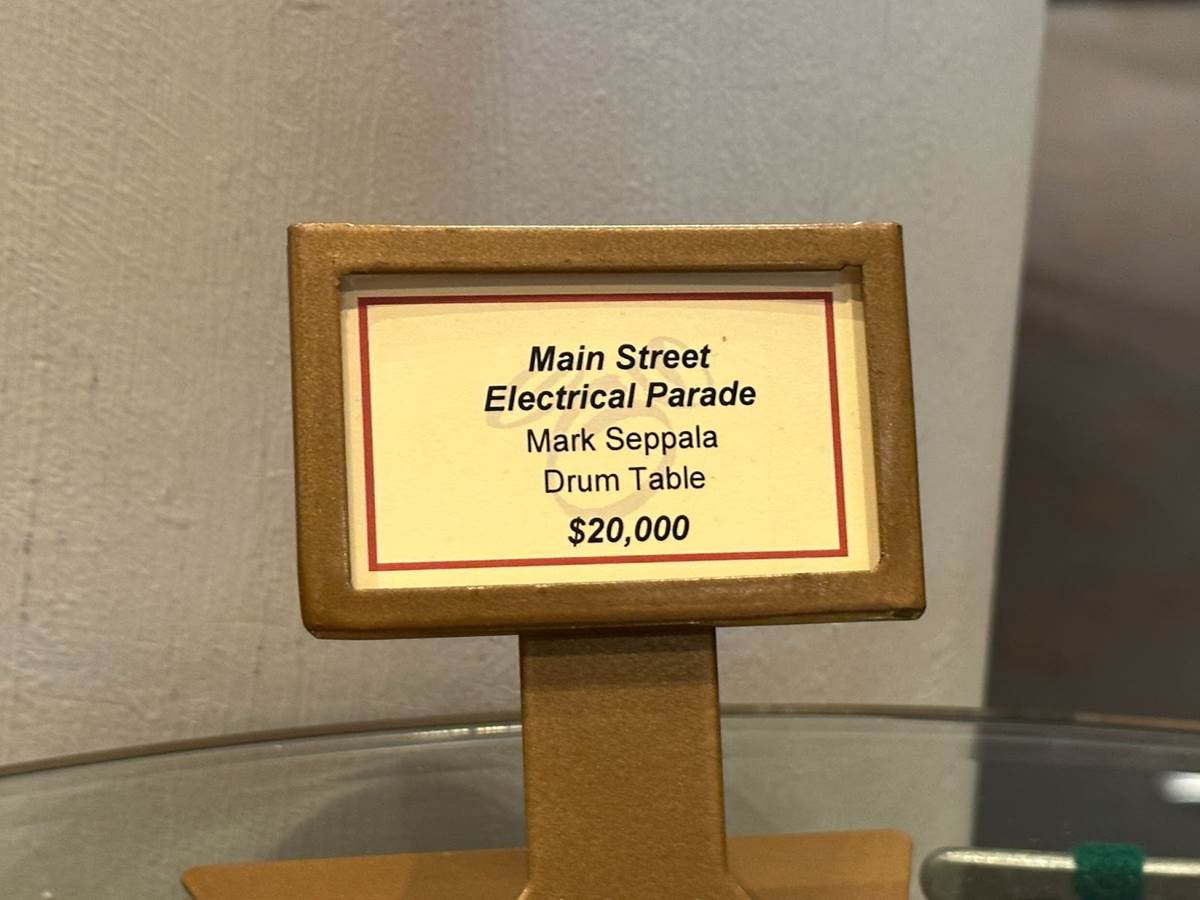 Main Street
Electrical Parade
Mark Seppala
Drum Table
$20,000